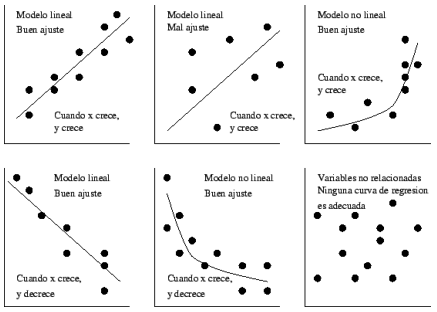 Modelo lineal
Buen ajuste
Cuando x crece,
y crece
Modelo lineal
Mal ajuste
Cuando x crece,
y crece
Modelo no lineal
Buen ajuste
Cuando x crece,
y crece
Modelo lineal
Buen ajuste
Cuando x crece,
y decrece
Modelo no lineal
Buen ajuste
Cuando x crece,
y decrece
Variables no relacionadas
Ninguna curva de regresion
es adecuada